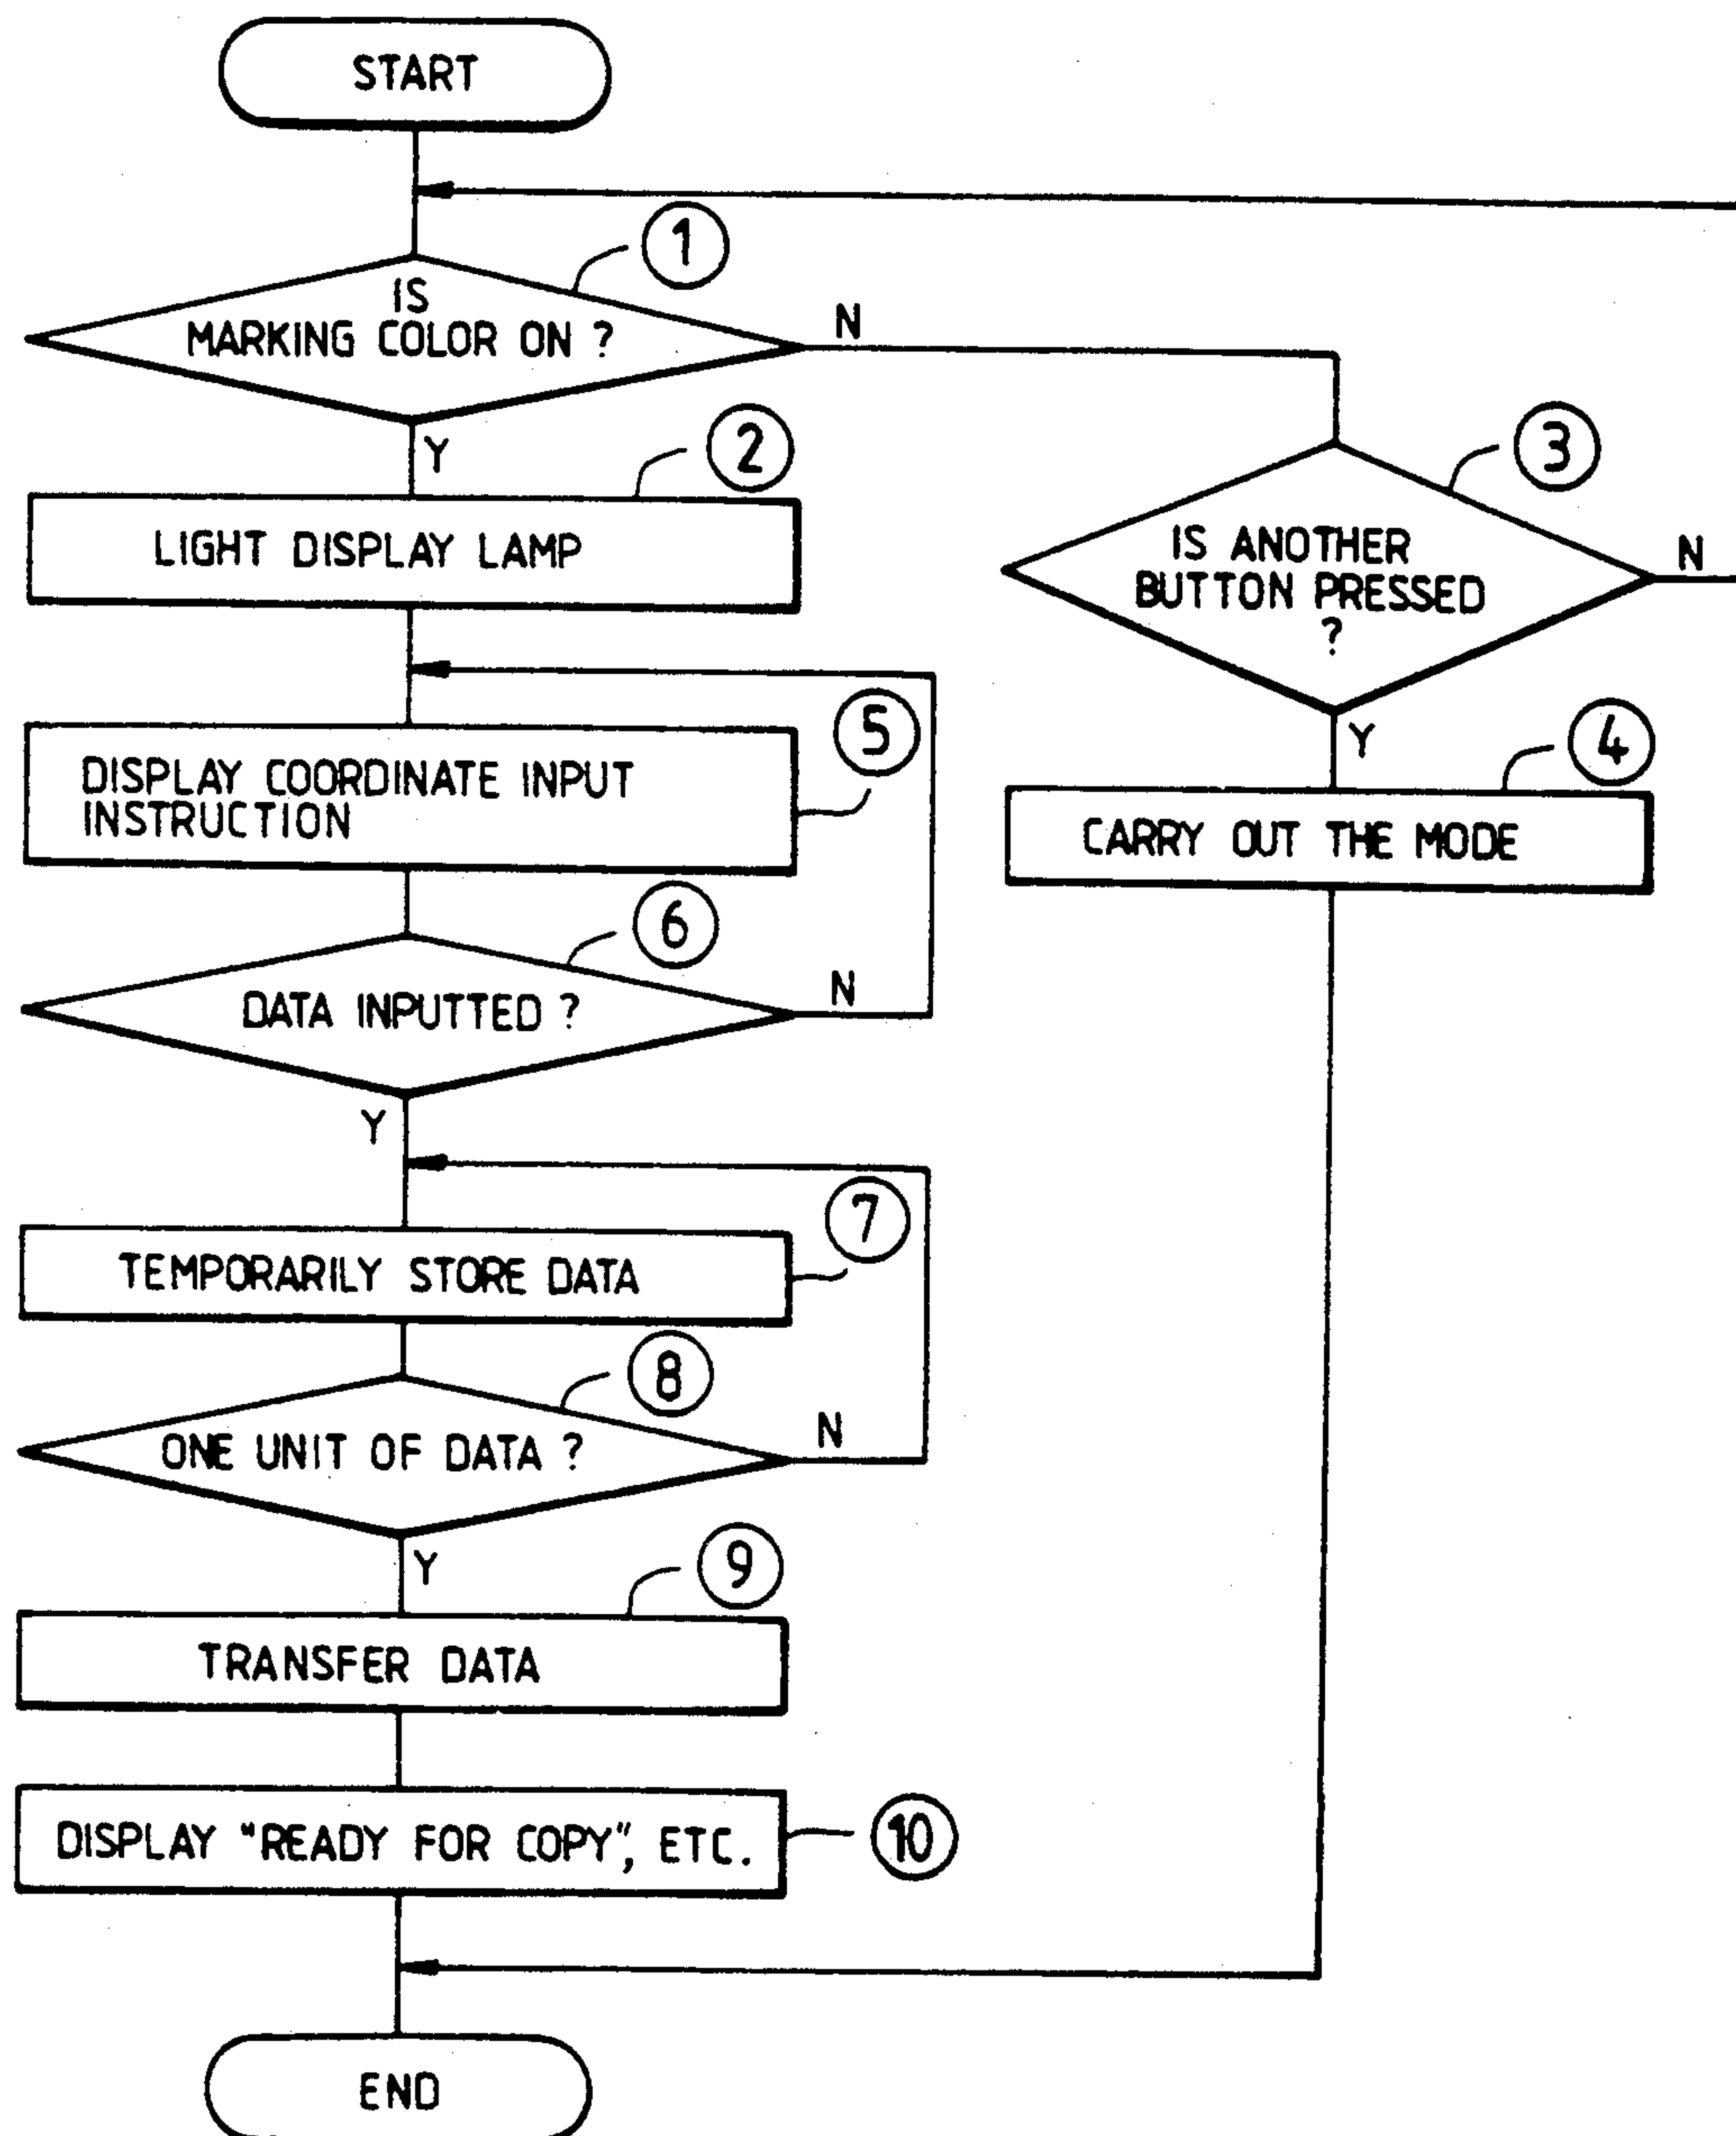 START
1
IS
MARKING COLOR ON ?
N
Y
2
LIGHT DISPLAY LAMP
3
IS ANOTHER
BUTTON PRESSED
?
N
Y
4
CARRY OUT THE MODE
5
DISPLAY COORDINATE INPUT
INSTRUCTION
6
DATA INPUTTED ?
N
Y
7
TEMPORARILY STORE DATA
8
ONE UNIT OF DATA ?
N
Y
9
TRANSFER DATA
DISPLAY "READY FOR COPY", ETC.
10
END